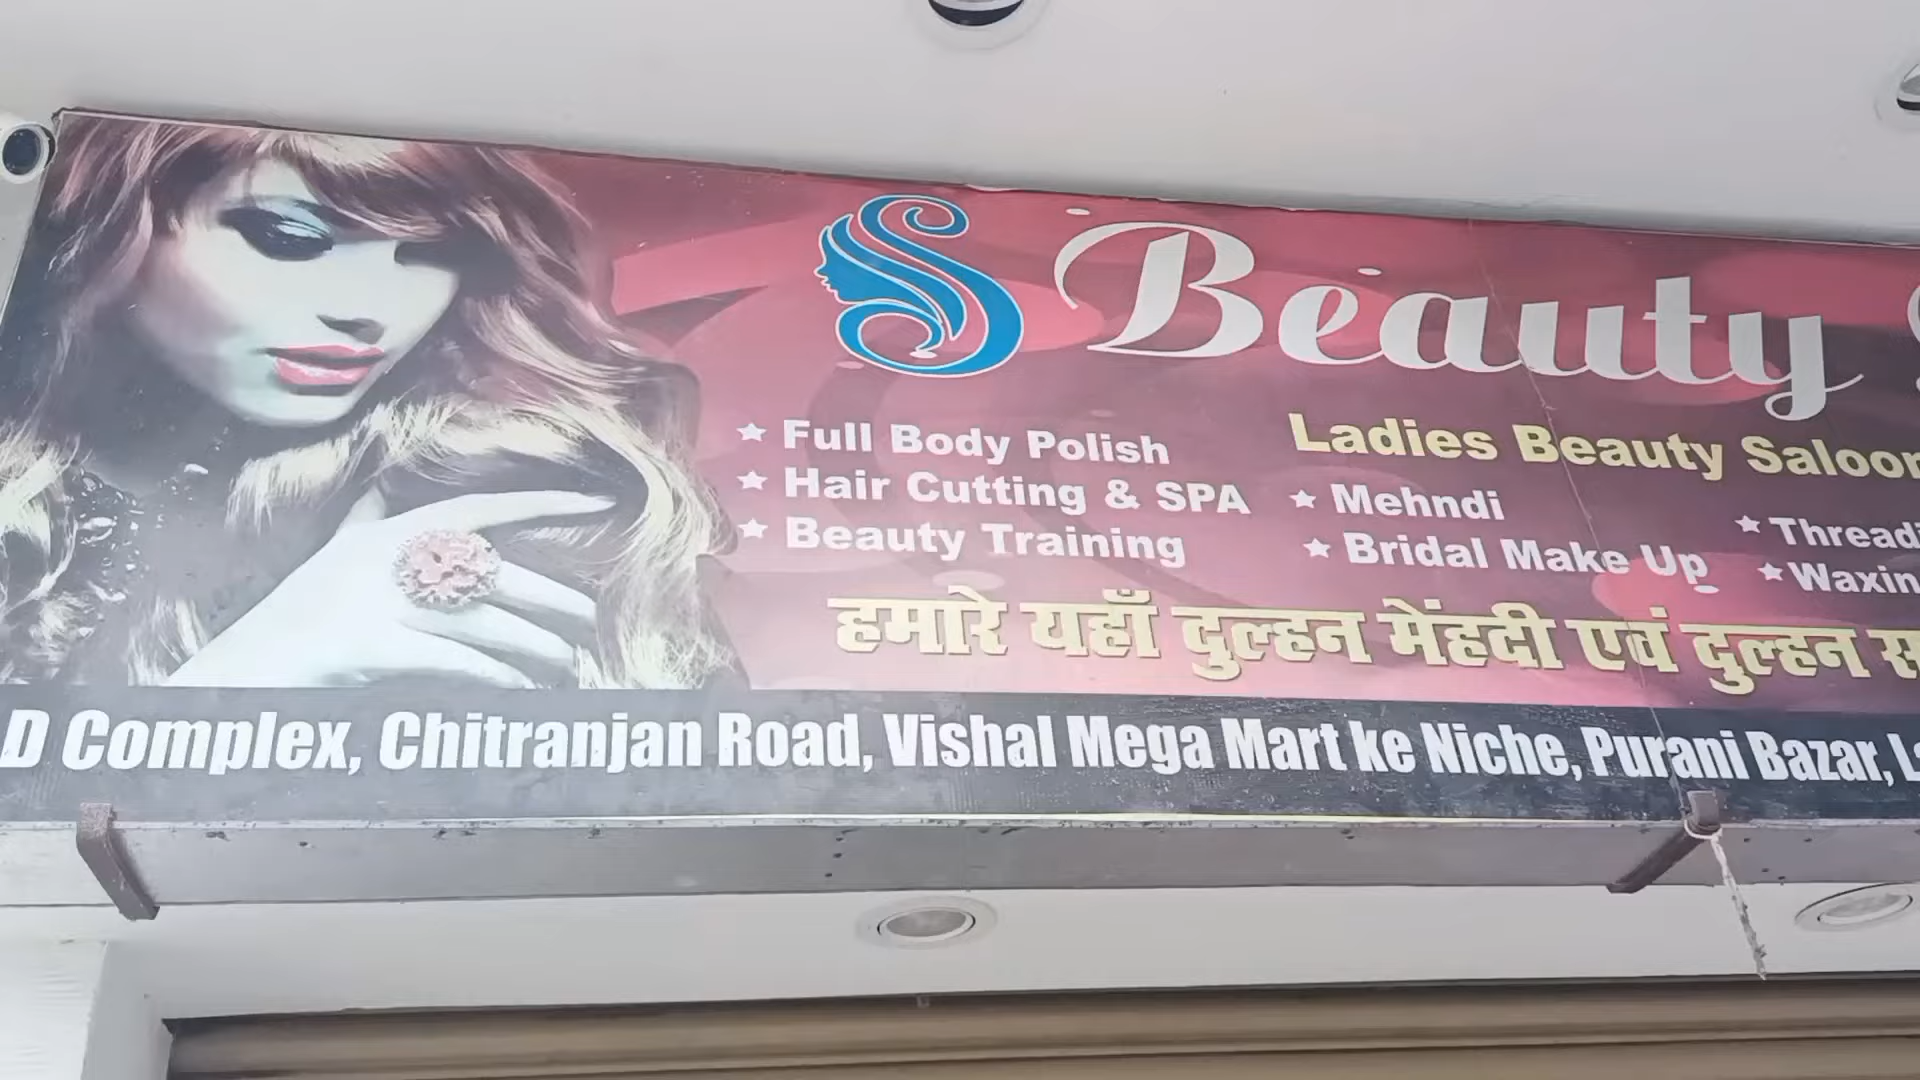 S Beauty
Ladies Beauty Saloon
★ Full Body Polish
★ Hair Cutting & SPA
★ Beauty Training
★ Mehndi
★ Bridal Make Up
हमारे यहाँ दुल्हन मेंहदी एवं दुल्हन
D Complex, Chitranjan Road, Vishal Mega Mart ke Niche, Purani Bazar,